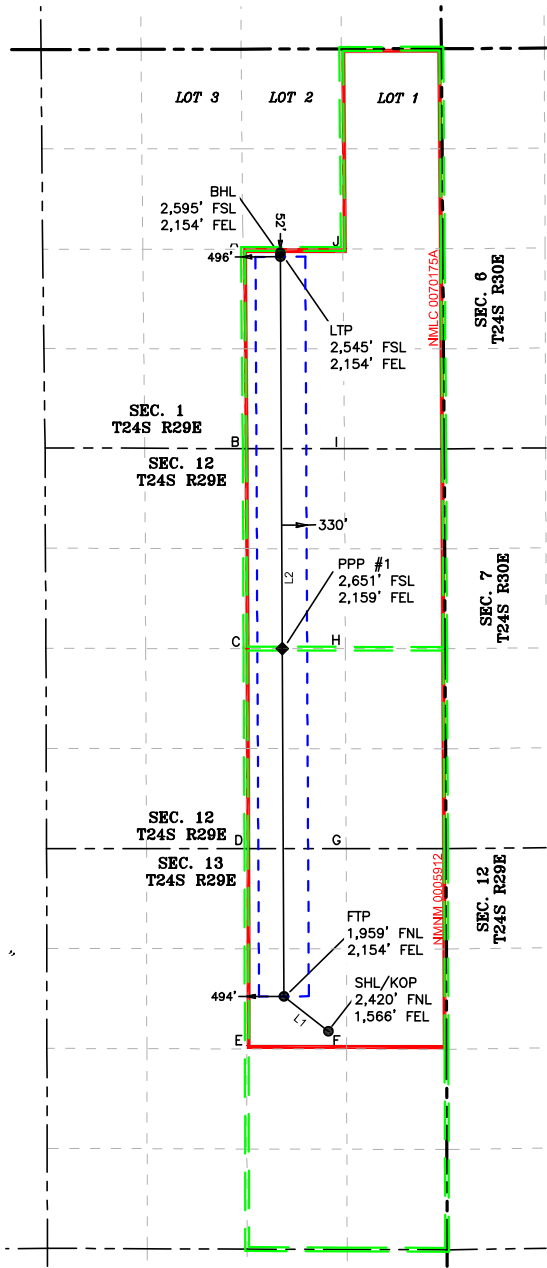 LOT 3
LOT 2
LOT 1
BHL
2,595' FSL
2,154' FEL
52'
J
496'
LTP
2,545' FSL
2,154' FEL
NMLC 0070175A
SEC. 6
T24S R30E
SEC. 1
T24S R29E
B
I
SEC. 12
T24S R29E
330'
L2
PPP #1
2,651' FSL
2,159' FEL
SEC. 7
T24S R30E
C
H
SEC. 12
T24S R29E
D
G
SEC. 13
T24S R29E
NMNM 0005912
SEC. 12
T24S R29E
FTP
1,959' FNL
2,154' FEL
494'
L1
SHL/KOP
2,420' FNL
1,566' FEL
E
F